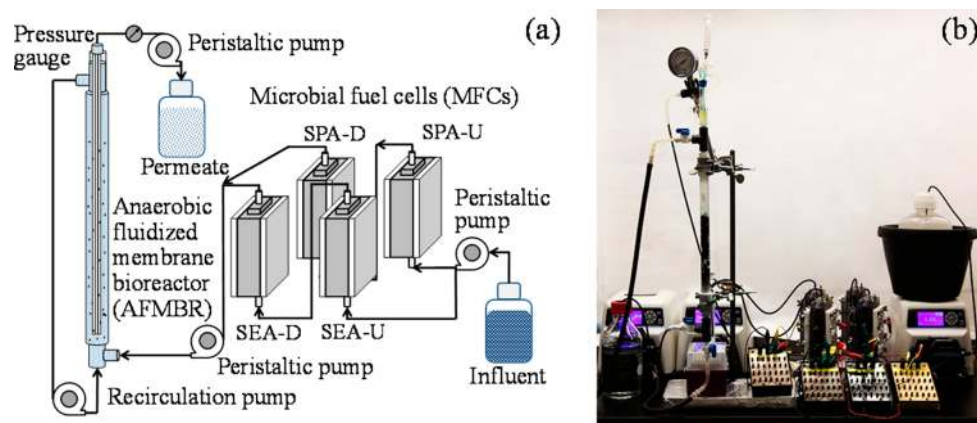 (a)
Pressure
gauge
Peristaltic pump
Permeate
Microbial fuel cells (MFCs)
SPA-D
SPA-U
Anaerobic
fluidized
membrane
bioreactor
(AFMBR)
Peristaltic
pump
SEA-D
SEA-U
Peristaltic pump
Influent
Recirculation pump
(b)